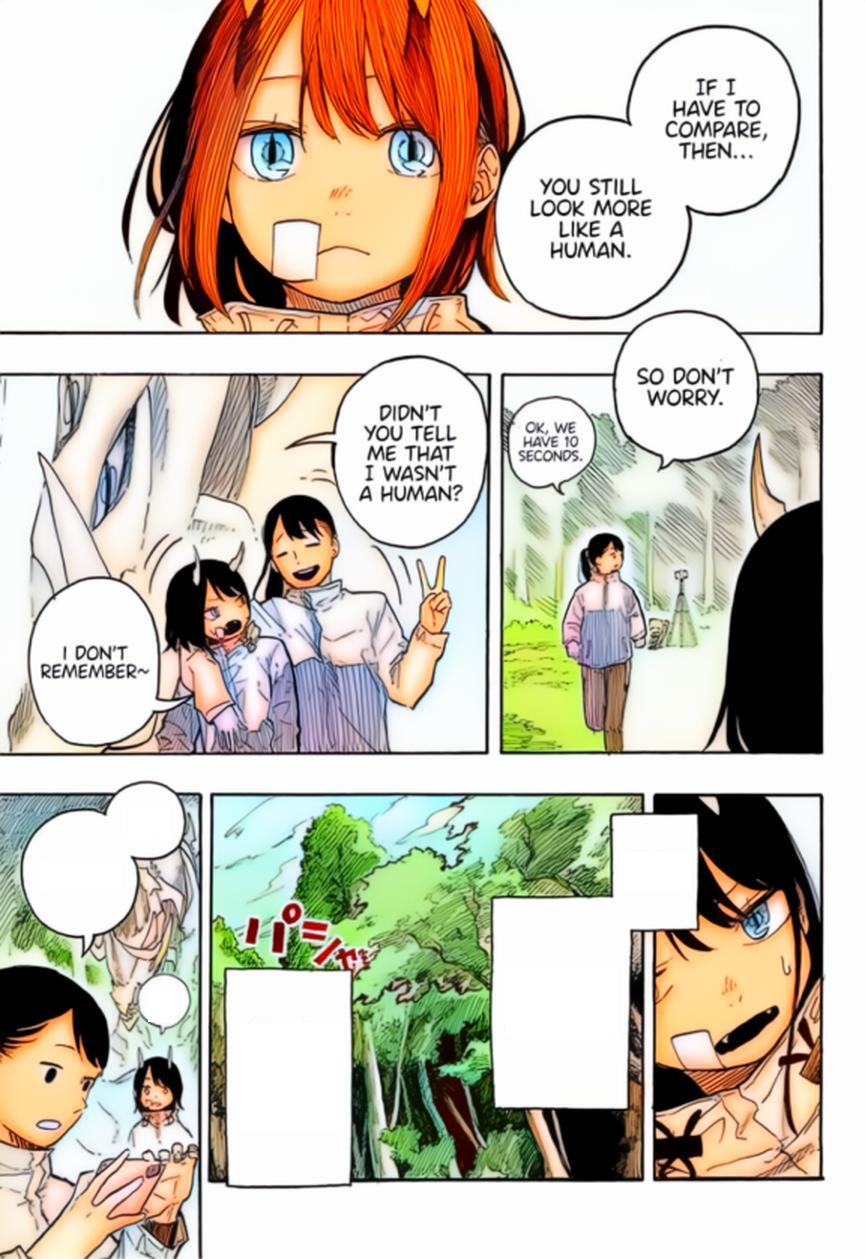 IF I
HAVE TO
COMPARE,
THEN...
YOU STILL
LOOK MORE
LIKE A
HUMAN.
SO DON'T
WORRY.
OK, WE
HAVE 10
SECONDS.
DIDN'T
YOU TELL
ME THAT
I WASN'T
A HUMAN?
I DON'T
REMEMBER~
パシャ